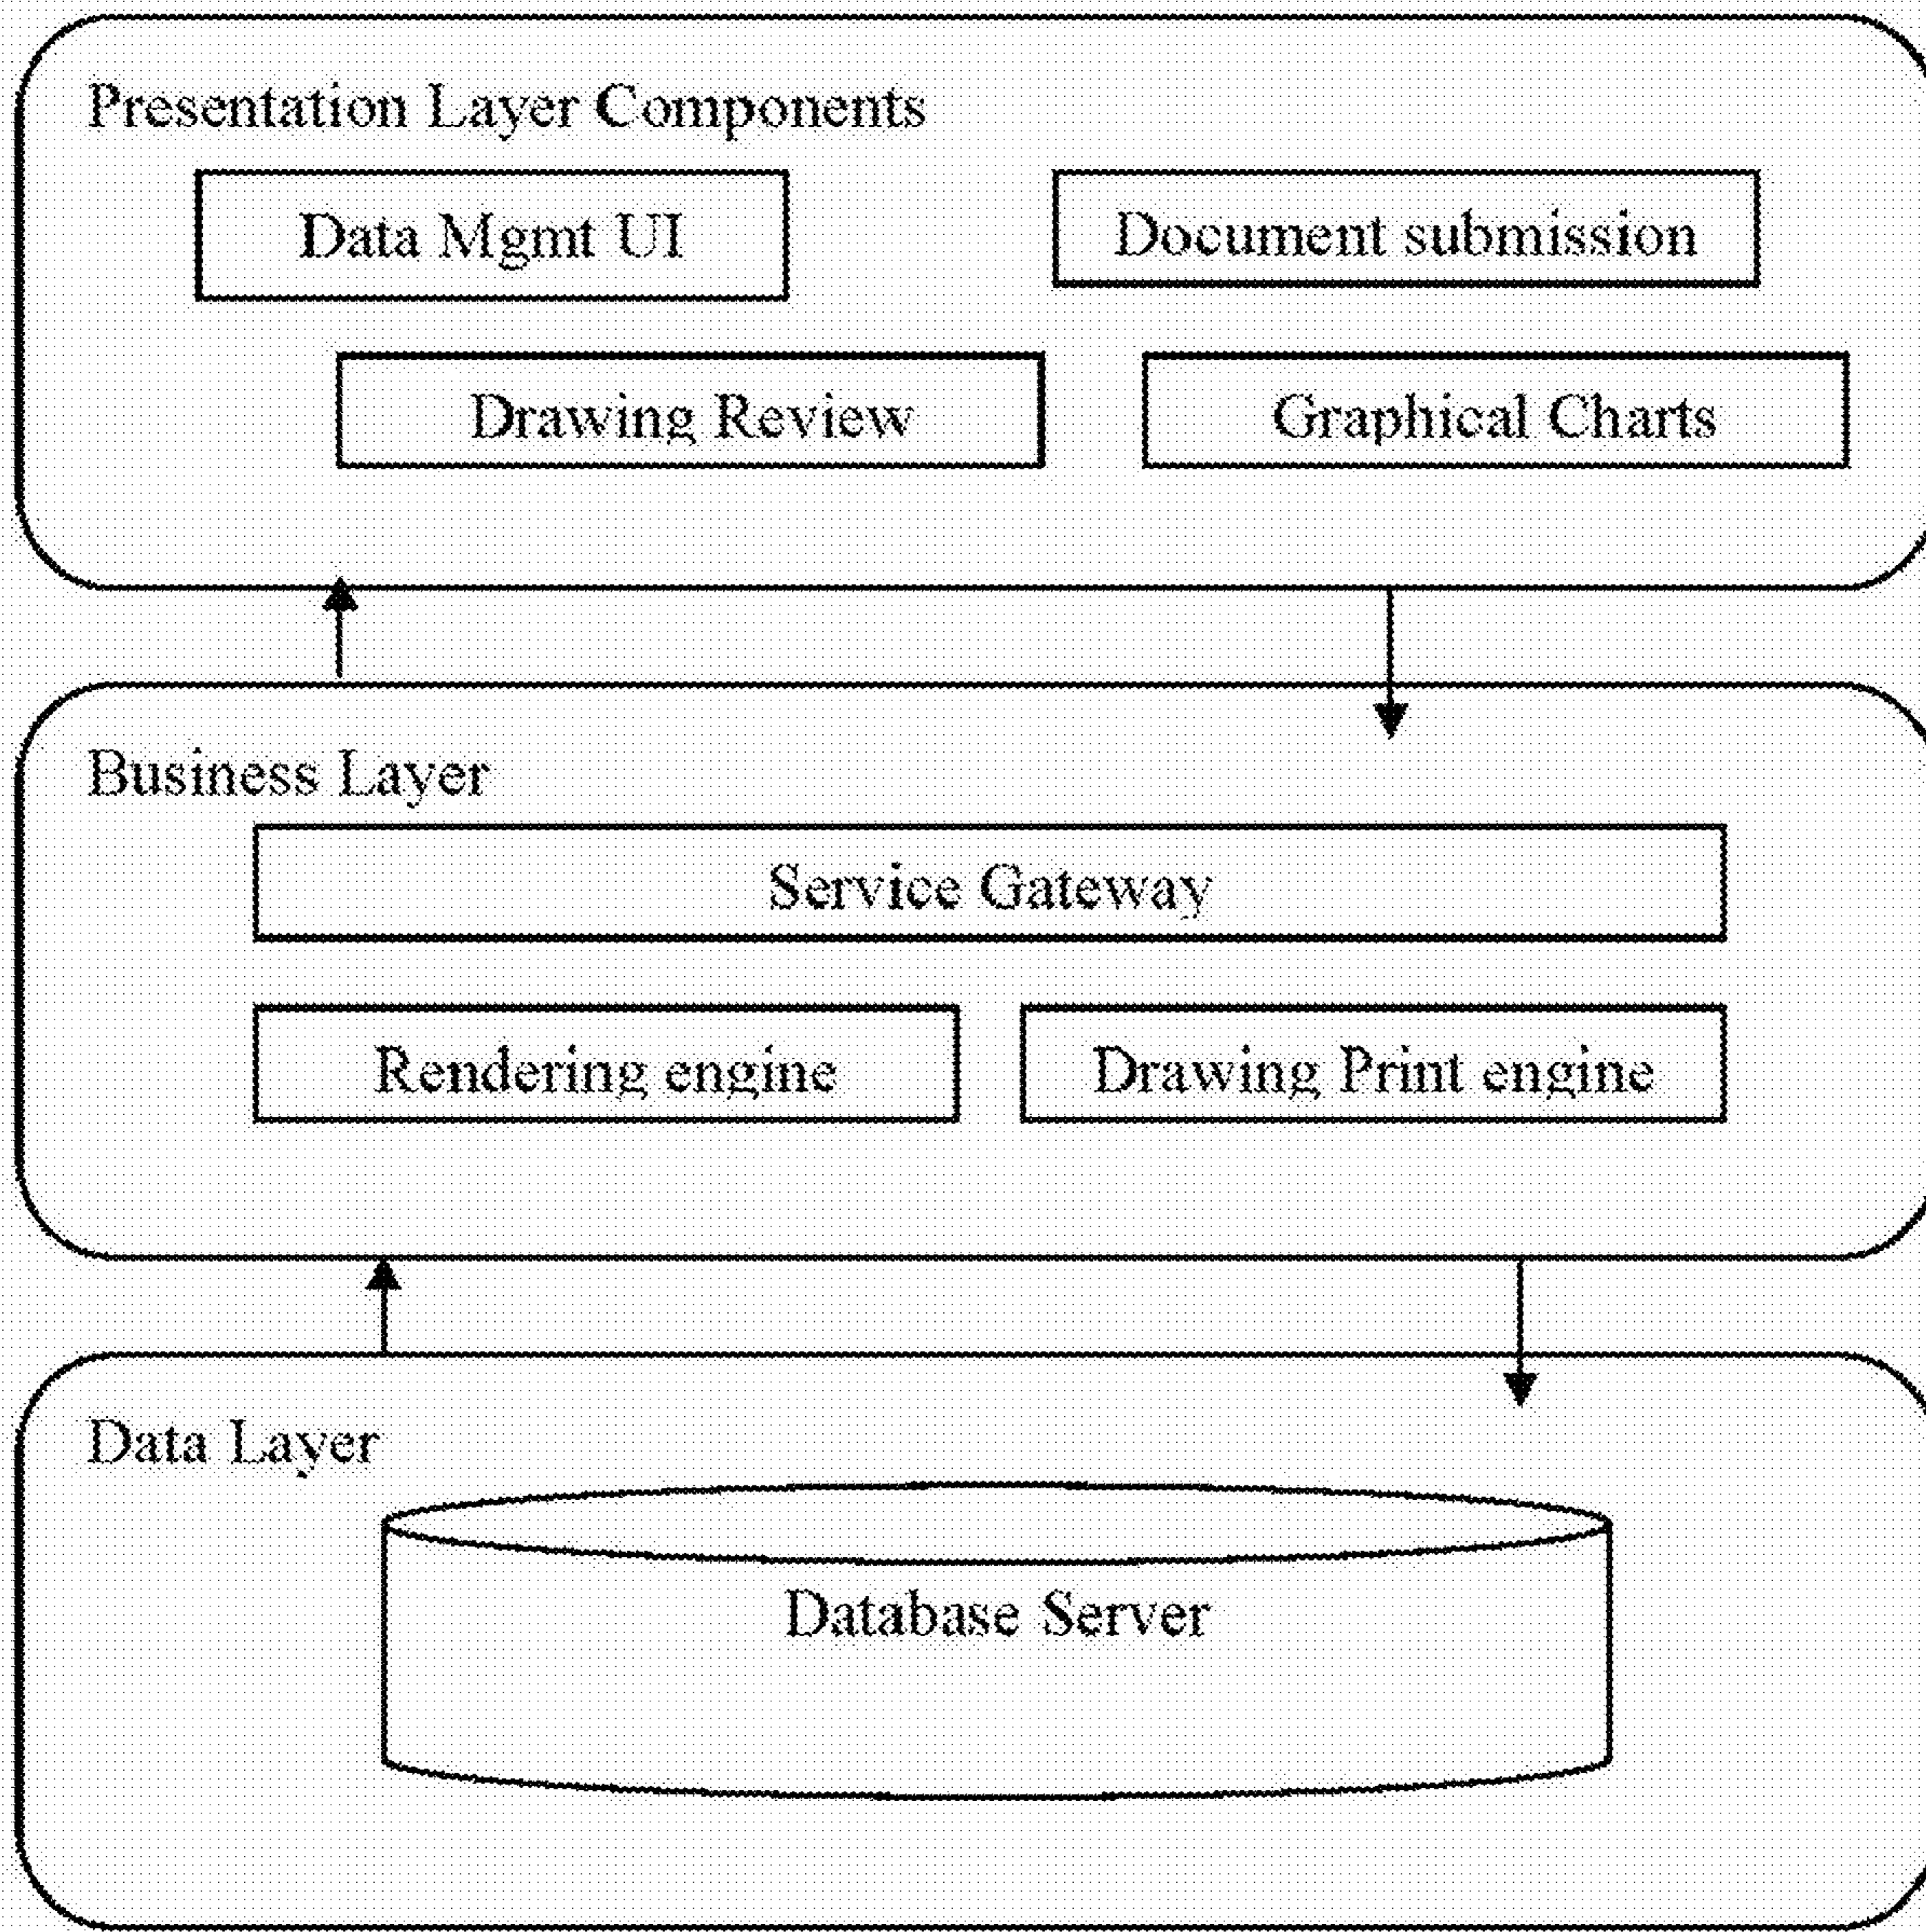 Presentation Layer Components
Data Mgmt UI
Document submission
Drawing Review
Graphical Charts
Business Layer
Service Gateway
Rendering engine
Drawing Print engine
Data Layer
Database Server